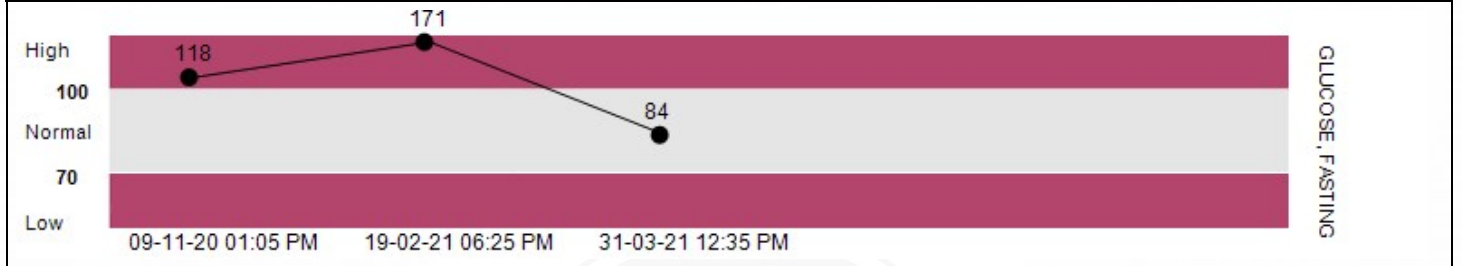 171
High
118
100
84
Normal
70
Low
09-11-20 01:05 PM 19-02-21 06:25 PM 31-03-21 12:35 PM
GLUCOSE, FASTING